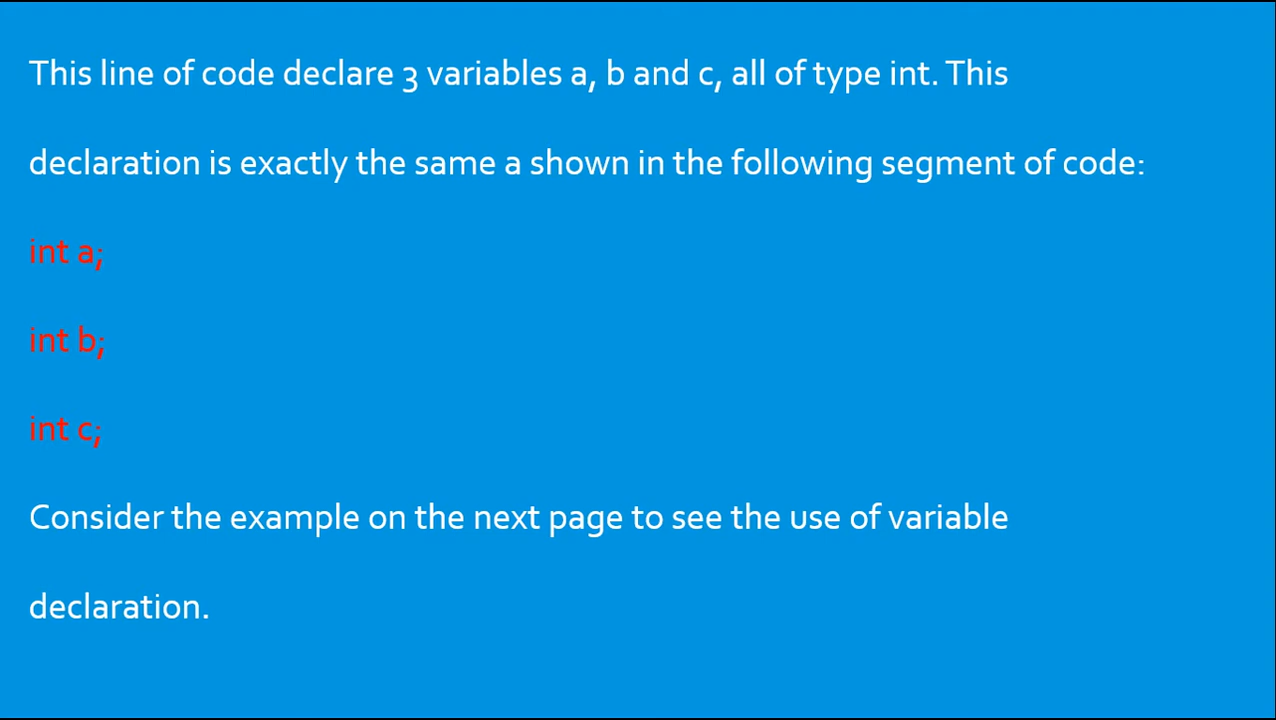 This line of code declare 3 variables a, b and c, all of type int. This
declaration is exactly the same a shown in the following segment of code:
int a;
int b;
int c;
Consider the example on the next page to see the use of variable
declaration.